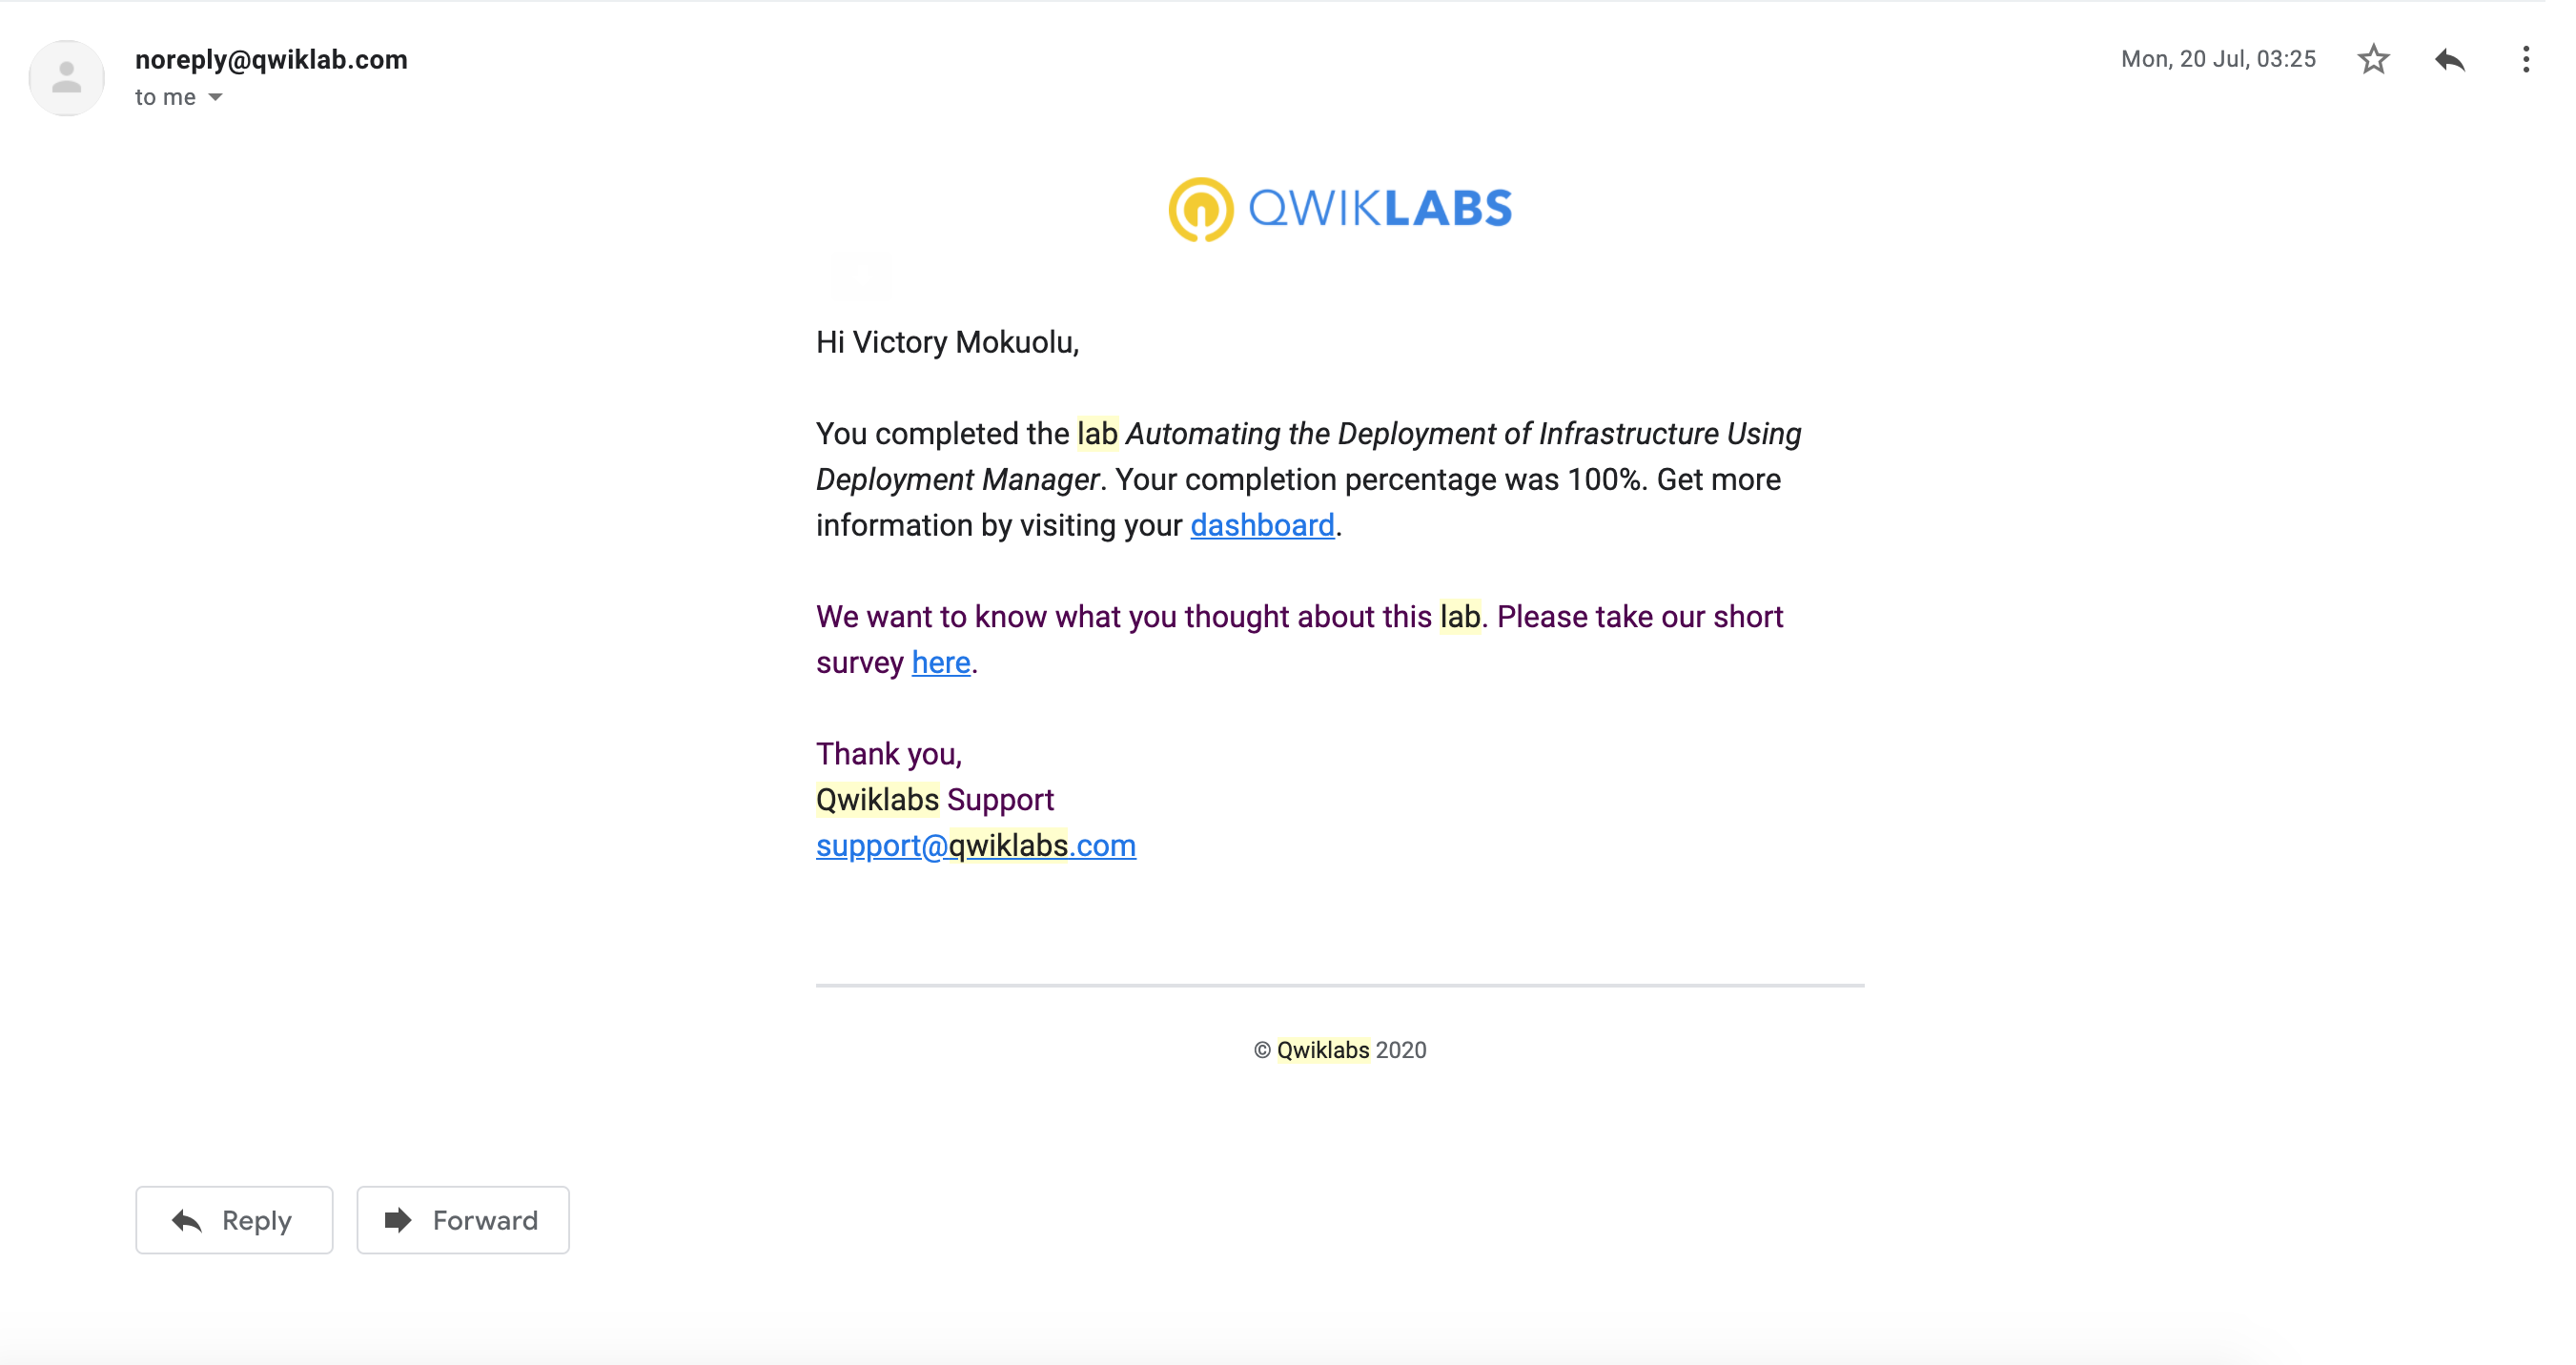 noreply@qwiklab.com
Mon, 20 Jul, 03:25
to me
QWIKLABS
Hi Victory Mokuolu,
You completed the lab Automating the Deployment of Infrastructure Using
Deployment Manager. Your completion percentage was 100%. Get more
information by visiting your dashboard.
We want to know what you thought about this lab. Please take our short
survey here.
Thank you,
Qwiklabs Support
support@qwiklabs.com
© Qwiklabs 2020
Reply
Forward